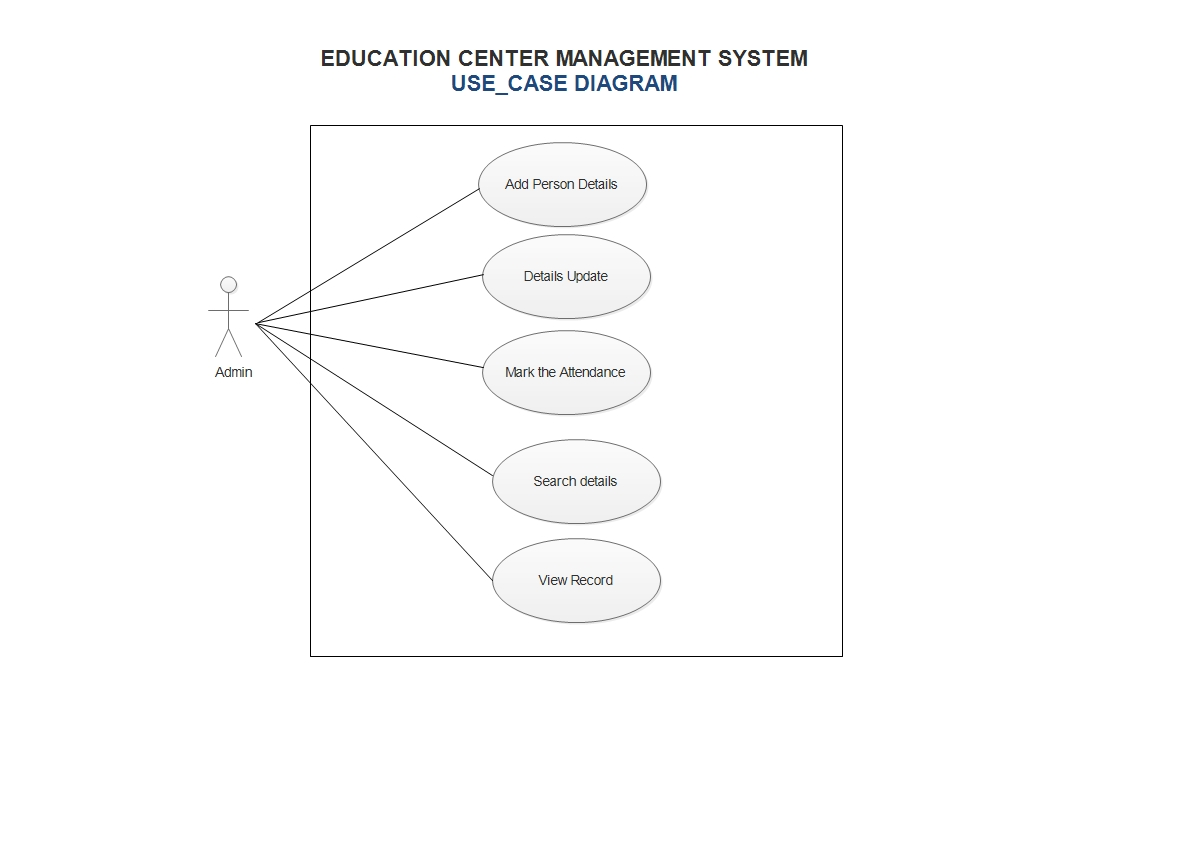 EDUCATION CENTER MANAGEMENT SYSTEM
USE_CASE DIAGRAM
Add Person Details
Details Update
Mark the Attendance
Admin
Search details
View Record